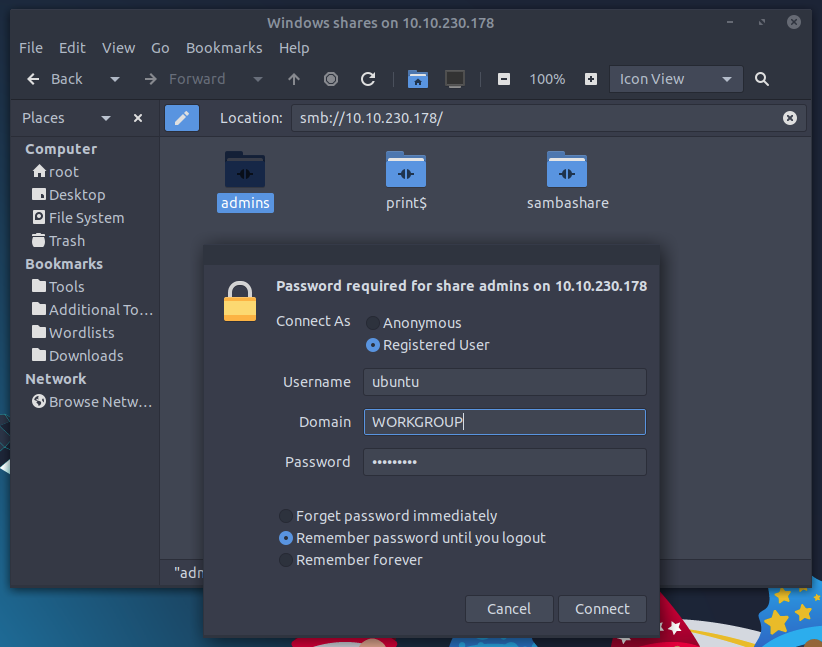 Windows shares on 10.10.230.178
File Edit View Go Bookmarks Help
Back Forward 100% Icon View
Places Location: smb://10.10.230.178/
Computer
root
Desktop
File System
Trash
Bookmarks
Tools
Additional To...
Wordlists
Downloads
Network
Browse Netw...
admins print$ sambashare
Password required for share admins on 10.10.230.178
Connect As Anonymous
Registered User
Username ubuntu
Domain WORKGROUP
Password •••••••••
Forget password immediately
Remember password until you logout
Remember forever
"adm
Cancel Connect